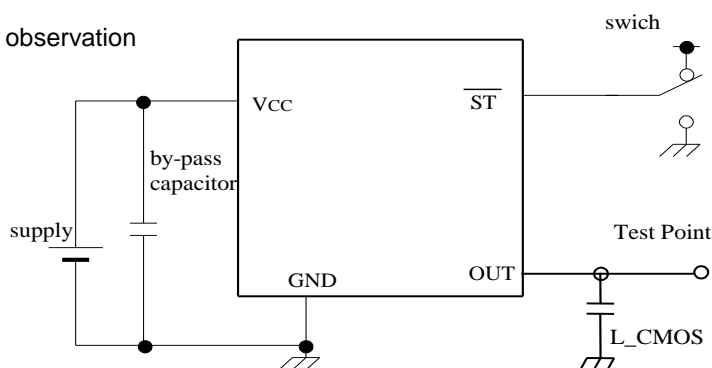 observation
swich
VCC
ST
by-pass
capacitor
supply
Test Point
OUT
GND
L_CMOS